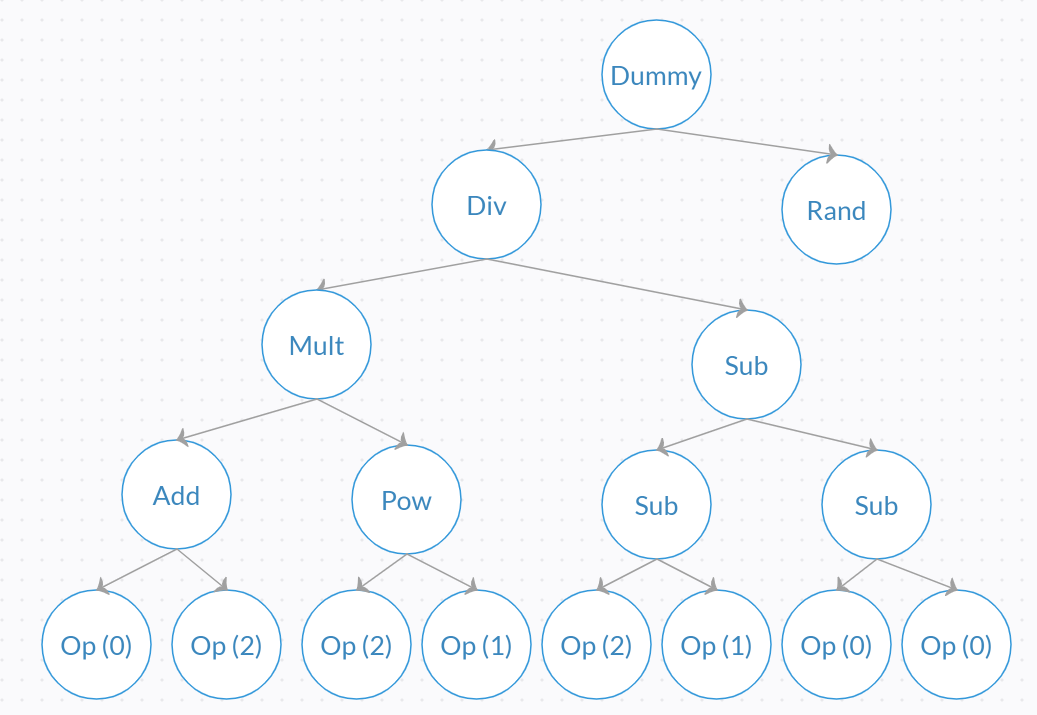 Dummy
Div
Rand
Mult
Sub
Add
Pow
Sub
Sub
Op (0)
Op (2)
Op (2)
Op (1)
Op (2)
Op (1)
Op (0)
Op (0)